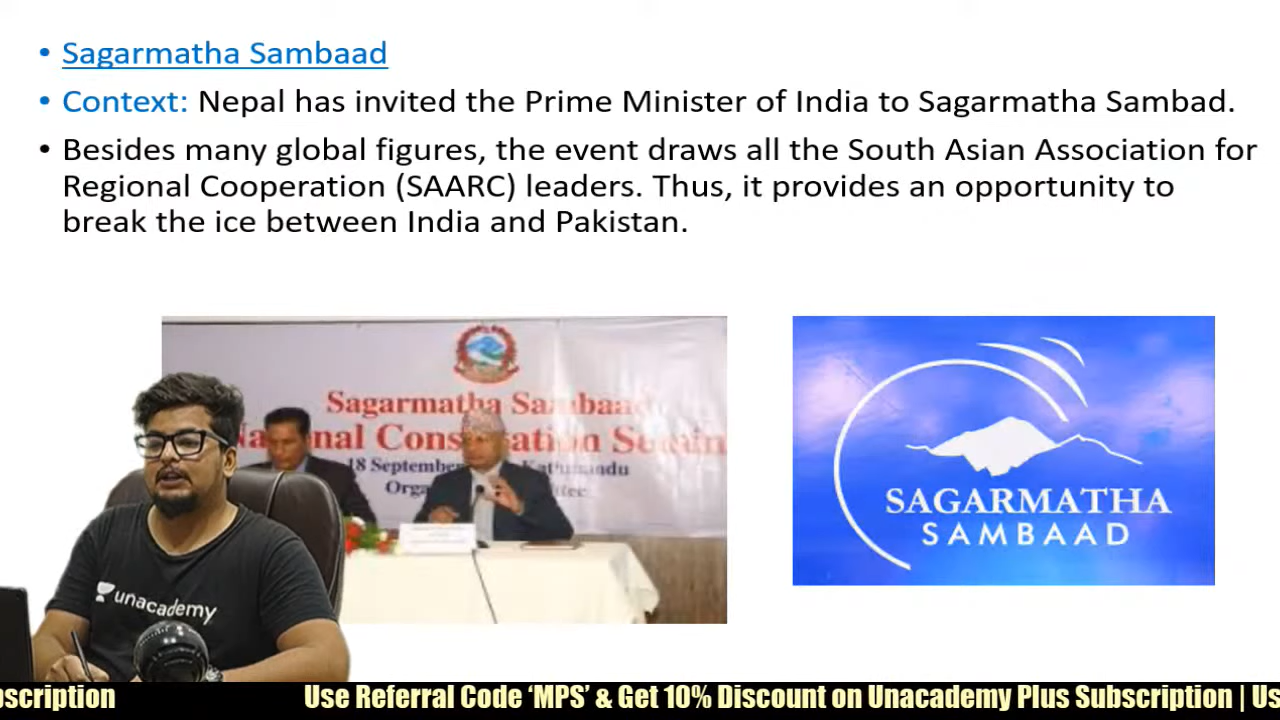 Sagarmatha Sambaad
Context: Nepal has invited the Prime Minister of India to Sagarmatha Sambad.
Besides many global figures, the event draws all the South Asian Association for
Regional Cooperation (SAARC) leaders. Thus, it provides an opportunity to
break the ice between India and Pakistan.
Sagarmatha Sambaad
18 September
SAGARMATHA
SAMBAAD
unacademy
Subscription Use Referral Code ‘MPS’ & Get 10% Discount on Unacademy Plus Subscription |